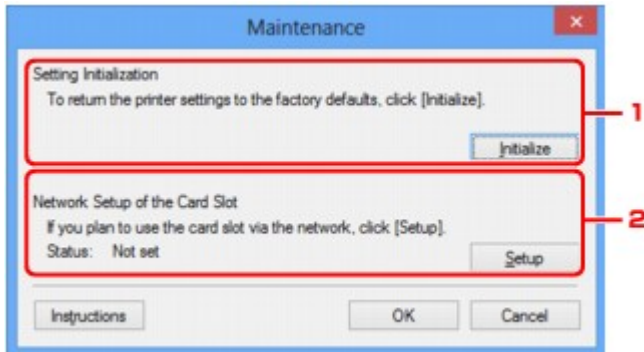 Maintenance
Setting Initialization
To return the printer settings to the factory defaults, click [Initialize].
1
Initialize
Network Setup of the Card Slot
If you plan to use the card slot via the network, click [Setup].
2
Status: Not set
Setup
Instructions OK Cancel